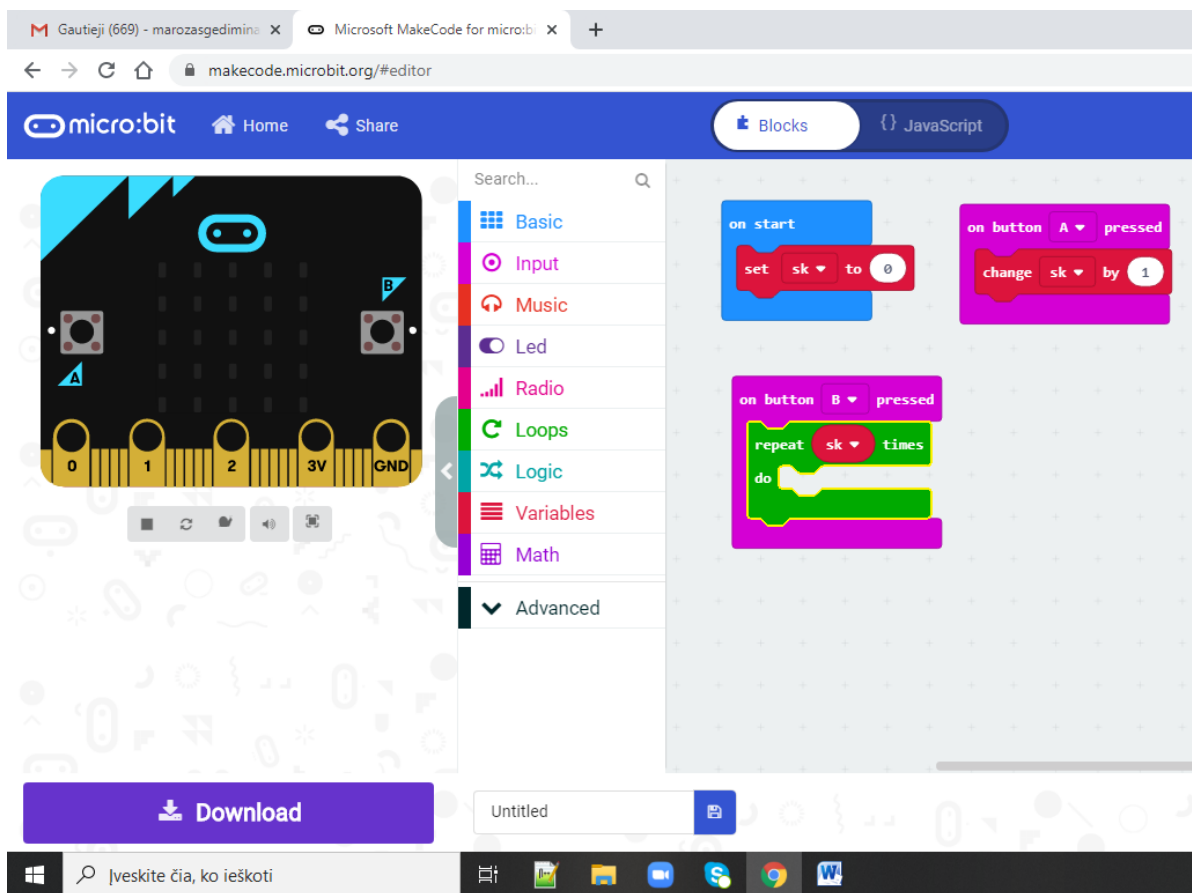 Gautieji (669) - marozasgedimina
Microsoft MakeCode for micro:bi
makecode.microbit.org/#editor
micro:bit
Home
Share
Blocks
{} JavaScript
Search...
Basic
Input
Music
Led
Radio
Loops
Logic
Variables
Math
Advanced
B
A
0 1 2 3V GND
on start
set sk to 0
on button A pressed
change sk by 1
on button B pressed
repeat sk times
do
Download
Untitled
Įveskite čia, ko ieškoti